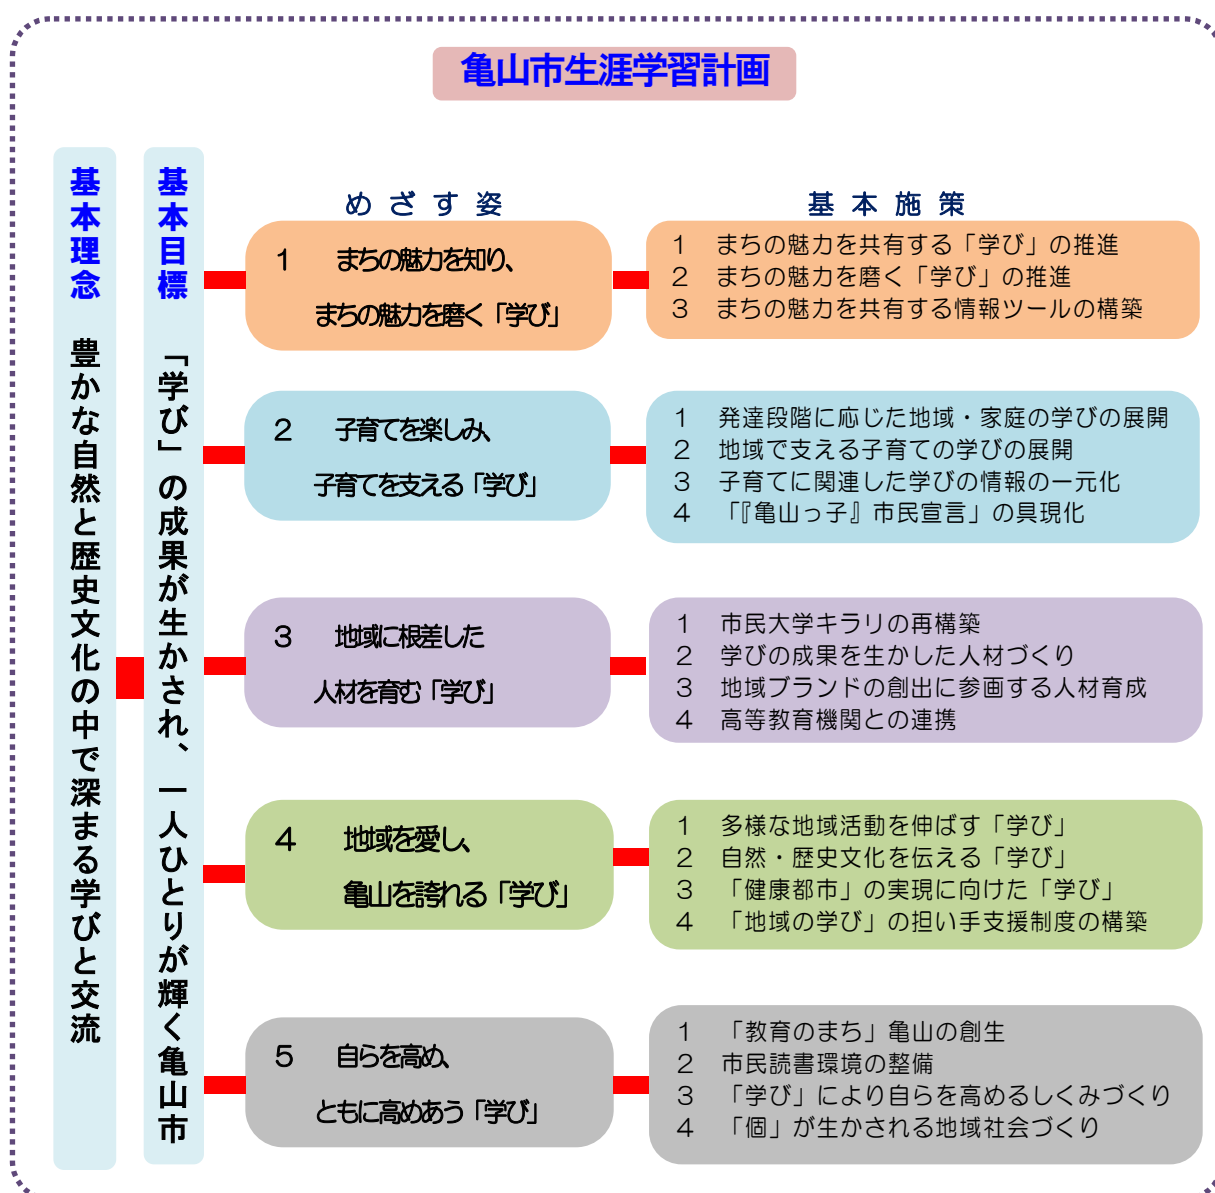 亀山市生涯学習計画
基本理念 豊かな自然と歴史文化の中で深まる学びと交流
基本目標 「学び」の成果が生かされ、一人ひとりが輝く亀山市
めざす姿
基本施策
1 まちの魅力を知り、
まちの魅力を磨く「学び」
1 まちの魅力を共有する「学び」の推進
2 まちの魅力を磨く「学び」の推進
3 まちの魅力を共有する情報ツールの構築
2 子育てを楽しみ、
子育てを支える「学び」
1 発達段階に応じた地域・家庭の学びの展開
2 地域で支える子育ての学びの展開
3 子育てに関連した学びの情報の一元化
4 「『亀山っ子』市民宣言」の具現化
3 地域に根差した
人材を育む「学び」
1 市民大学キラリの再構築
2 学びの成果を生かした人材づくり
3 地域ブランドの創出に参画する人材育成
4 高等教育機関との連携
4 地域を愛し、
亀山を誇れる「学び」
1 多様な地域活動を伸ばす「学び」
2 自然・歴史文化を伝える「学び」
3 「健康都市」の実現に向けた「学び」
4 「地域の学び」の担い手支援制度の構築
5 自らを高め、
ともに高めあう「学び」
1 「教育のまち」亀山の創生
2 市民読書環境の整備
3 「学び」により自らを高めるしくみづくり
4 「個」が生かされる地域社会づくり